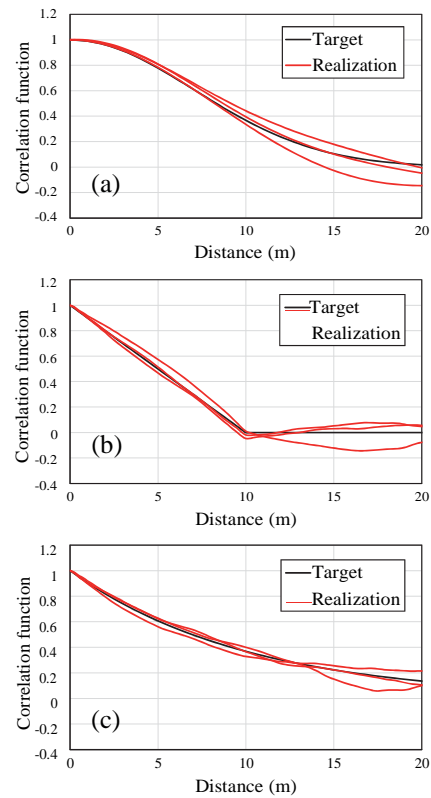 1.2
1
0.8
0.6
0.4
0.2
0
-0.2
-0.4
Correlation function
Target
Realization
(a)
0 5 10 15 20
Distance (m)
1.2
1
0.8
0.6
0.4
0.2
0
-0.2
-0.4
Correlation function
Target
Realization
(b)
0 5 10 15 20
Distance (m)
1.2
1
0.8
0.6
0.4
0.2
0
-0.2
-0.4
Correlation function
Target
Realization
(c)
0 5 10 15 20
Distance (m)